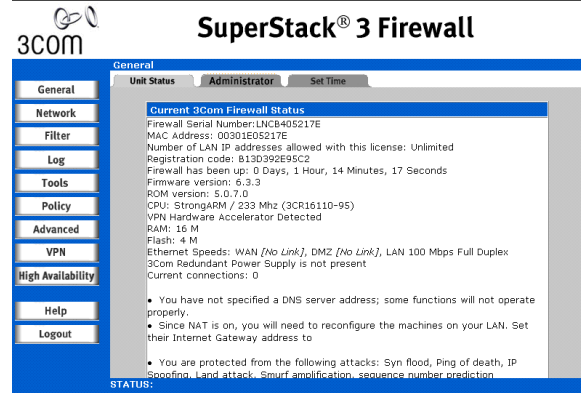 3COM
SuperStack® 3 Firewall
General
Unit Status
Administrator
Set Time
General
Network
Filter
Log
Tools
Policy
Advanced
VPN
High Availability
Help
Logout
Current 3Com Firewall Status
Firewall Serial Number:LNCB405217E
MAC Address: 00301E05217E
Number of LAN IP addresses allowed with this license: Unlimited
Registration code: B13D392E95C2
Firewall has been up: 0 Days, 1 Hour, 14 Minutes, 17 Seconds
Firmware version: 6.3.3
ROM version: 5.0.7.0
CPU: StrongARM / 233 Mhz (3CR16110-95)
VPN Hardware Accelerator Detected
RAM: 16 M
Flash: 4 M
Ethernet Speeds: WAN [No Link], DMZ [No Link], LAN 100 Mbps Full Duplex
3Com Redundant Power Supply is not present
Current connections: 0
• You have not specified a DNS server address; some functions will not operate
properly.
• Since NAT is on, you will need to reconfigure the machines on your LAN. Set
their Internet Gateway address to
• You are protected from the following attacks: Syn flood, Ping of death, IP
Spoofing, Land attack, Smurf amplification, sequence number prediction
STATUS: